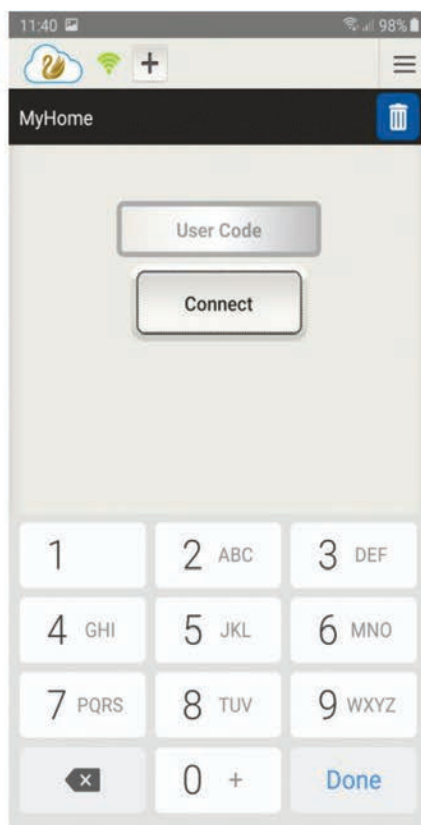 11:40 98%
+
MyHome
User Code
Connect
1 2 ABC 3 DEF
4 GHI 5 JKL 6 MNO
7 PQRS 8 TUV 9 WXYZ
0 + Done